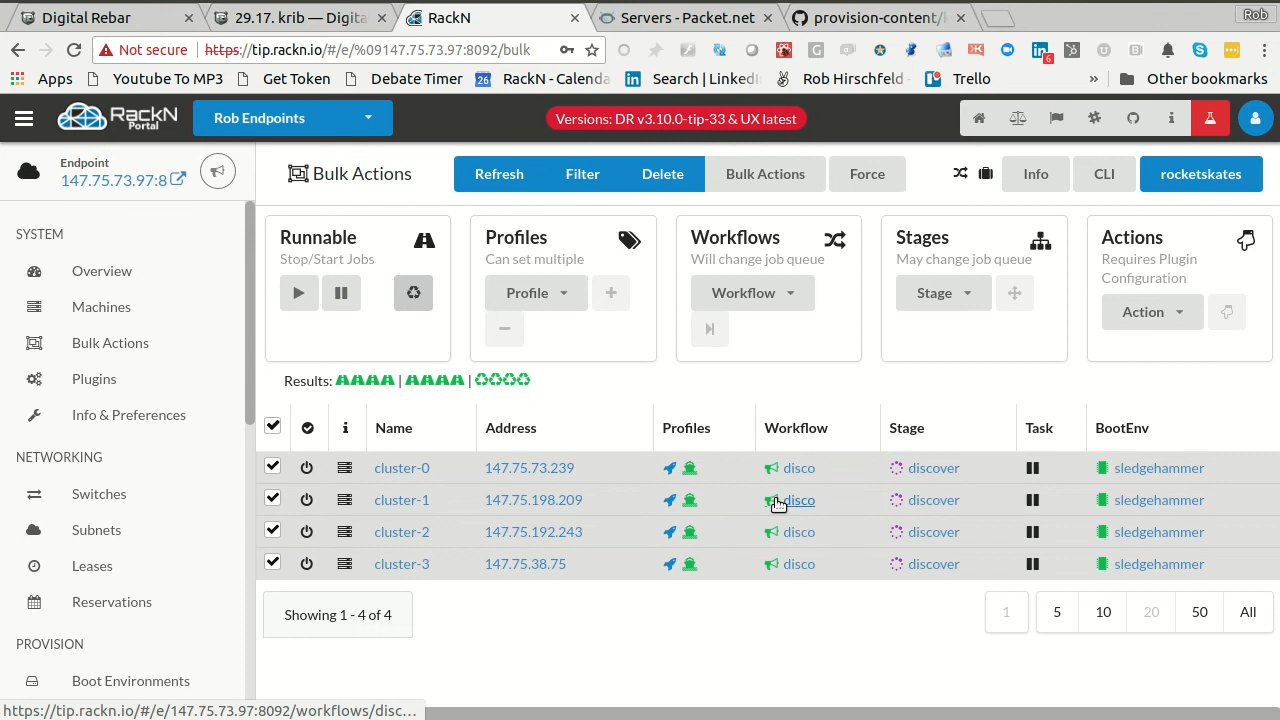 Digital Rebar
29.17. krib — Digita
RackN
Servers - Packet.net
provision-content/k
Rob
Not secure
https://tip.rackn.io/#/e/%09147.75.73.97:8092/bulk
6
Apps
Youtube To MP3
Get Token
Debate Timer
26
RackN - Calenda
Search | LinkedI
Rob Hirschfeld -
Trello
»
Other bookmarks
RackN
Portal
Rob Endpoints
Versions: DR v3.10.0-tip-33 & UX latest
Endpoint
147.75.73.97:8
Bulk Actions
Refresh
Filter
Delete
Bulk Actions
Force
Info
CLI
rocketskates
SYSTEM
Overview
Machines
Bulk Actions
Plugins
Info & Preferences
NETWORKING
Switches
Subnets
Leases
Reservations
PROVISION
Boot Environments
Runnable
Stop/Start Jobs
Profiles
Can set multiple
Profile
Workflows
Will change job queue
Workflow
Stages
May change job queue
Stage
Actions
Requires Plugin
Configuration
Action
Results:
Name
Address
Profiles
Workflow
Stage
Task
BootEnv
cluster-0
147.75.73.239
disco
discover
sledgehammer
cluster-1
147.75.198.209
disco
discover
sledgehammer
cluster-2
147.75.192.243
disco
discover
sledgehammer
cluster-3
147.75.38.75
disco
discover
sledgehammer
Showing 1 - 4 of 4
1
5
10
20
50
All
https://tip.rackn.io/#/e/147.75.73.97:8092/workflows/disc...